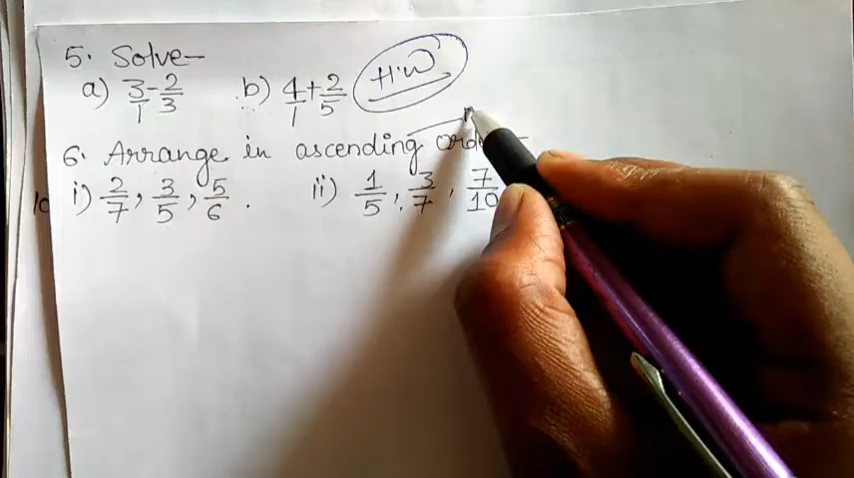 5. Solve-
a) 3/1 - 2/3 b) 4/1 + 2/5 H.W
6. Arrange in ascending
i) 2/7, 3/5, 5/6. ii) 1/5, 3/7, 7/10